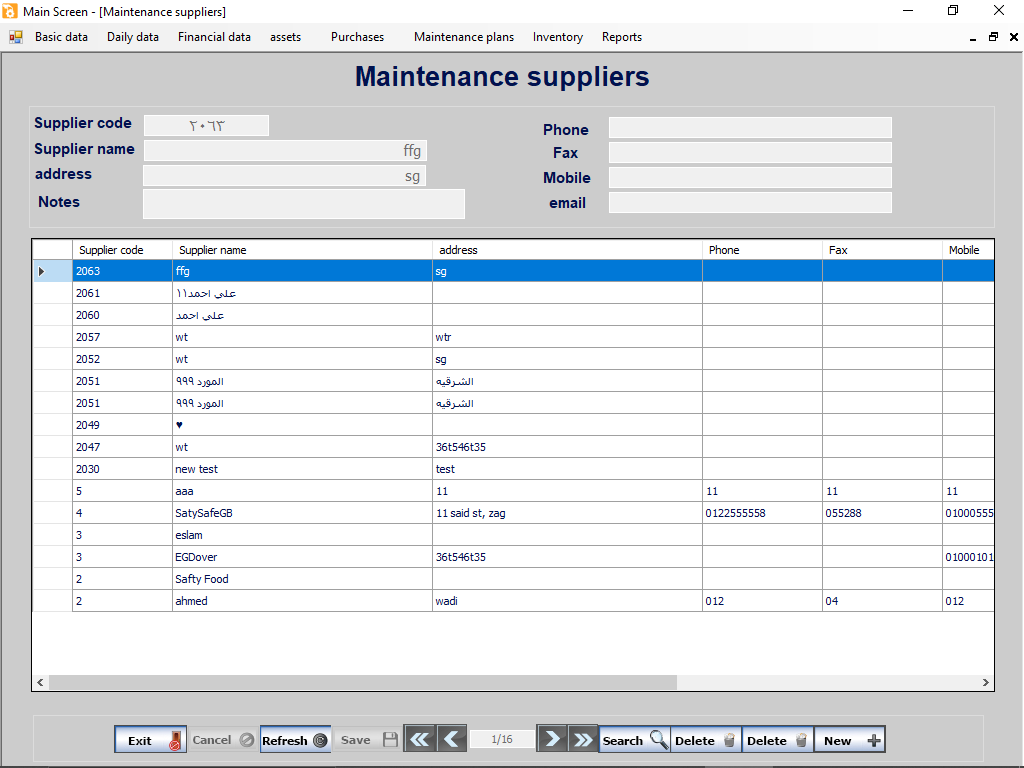 Main Screen - [Maintenance suppliers]
Basic data Daily data Financial data assets Purchases Maintenance plans Inventory Reports
Maintenance suppliers
Supplier code ٢٠٦٣
Supplier name ffg
address sg
Notes
Phone
Fax
Mobile
email
Supplier code Supplier name address Phone Fax Mobile
2063 ffg sg
2061 علي احمد١١
2060 علي احمد
2057 wt wtr
2052 wt sg
2051 المورد ٩٩٩ الشرقيه
2051 المورد ٩٩٩ الشرقيه
2049 ♥
2047 wt 36t546t35
2030 new test test
5 aaa 11 11 11 11
4 SatySafeGB 11 said st, zag 0122555558 055288 01000555
3 eslam
3 EGDover 36t546t35 01000101
2 Safty Food
2 ahmed wadi 012 04 012
Exit Cancel Refresh Save 1/16 Search Delete Delete New